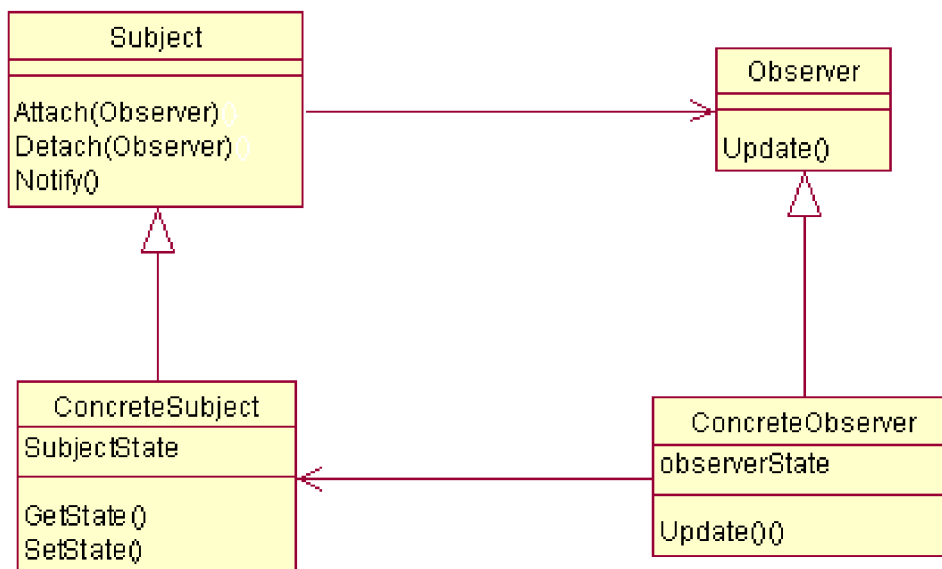 Subject
Attach(Observer)()
Detach(Observer)()
Notify()
Observer
Update()
ConcreteSubject
SubjectState
GetState()
SetState()
ConcreteObserver
observerState
Update()()